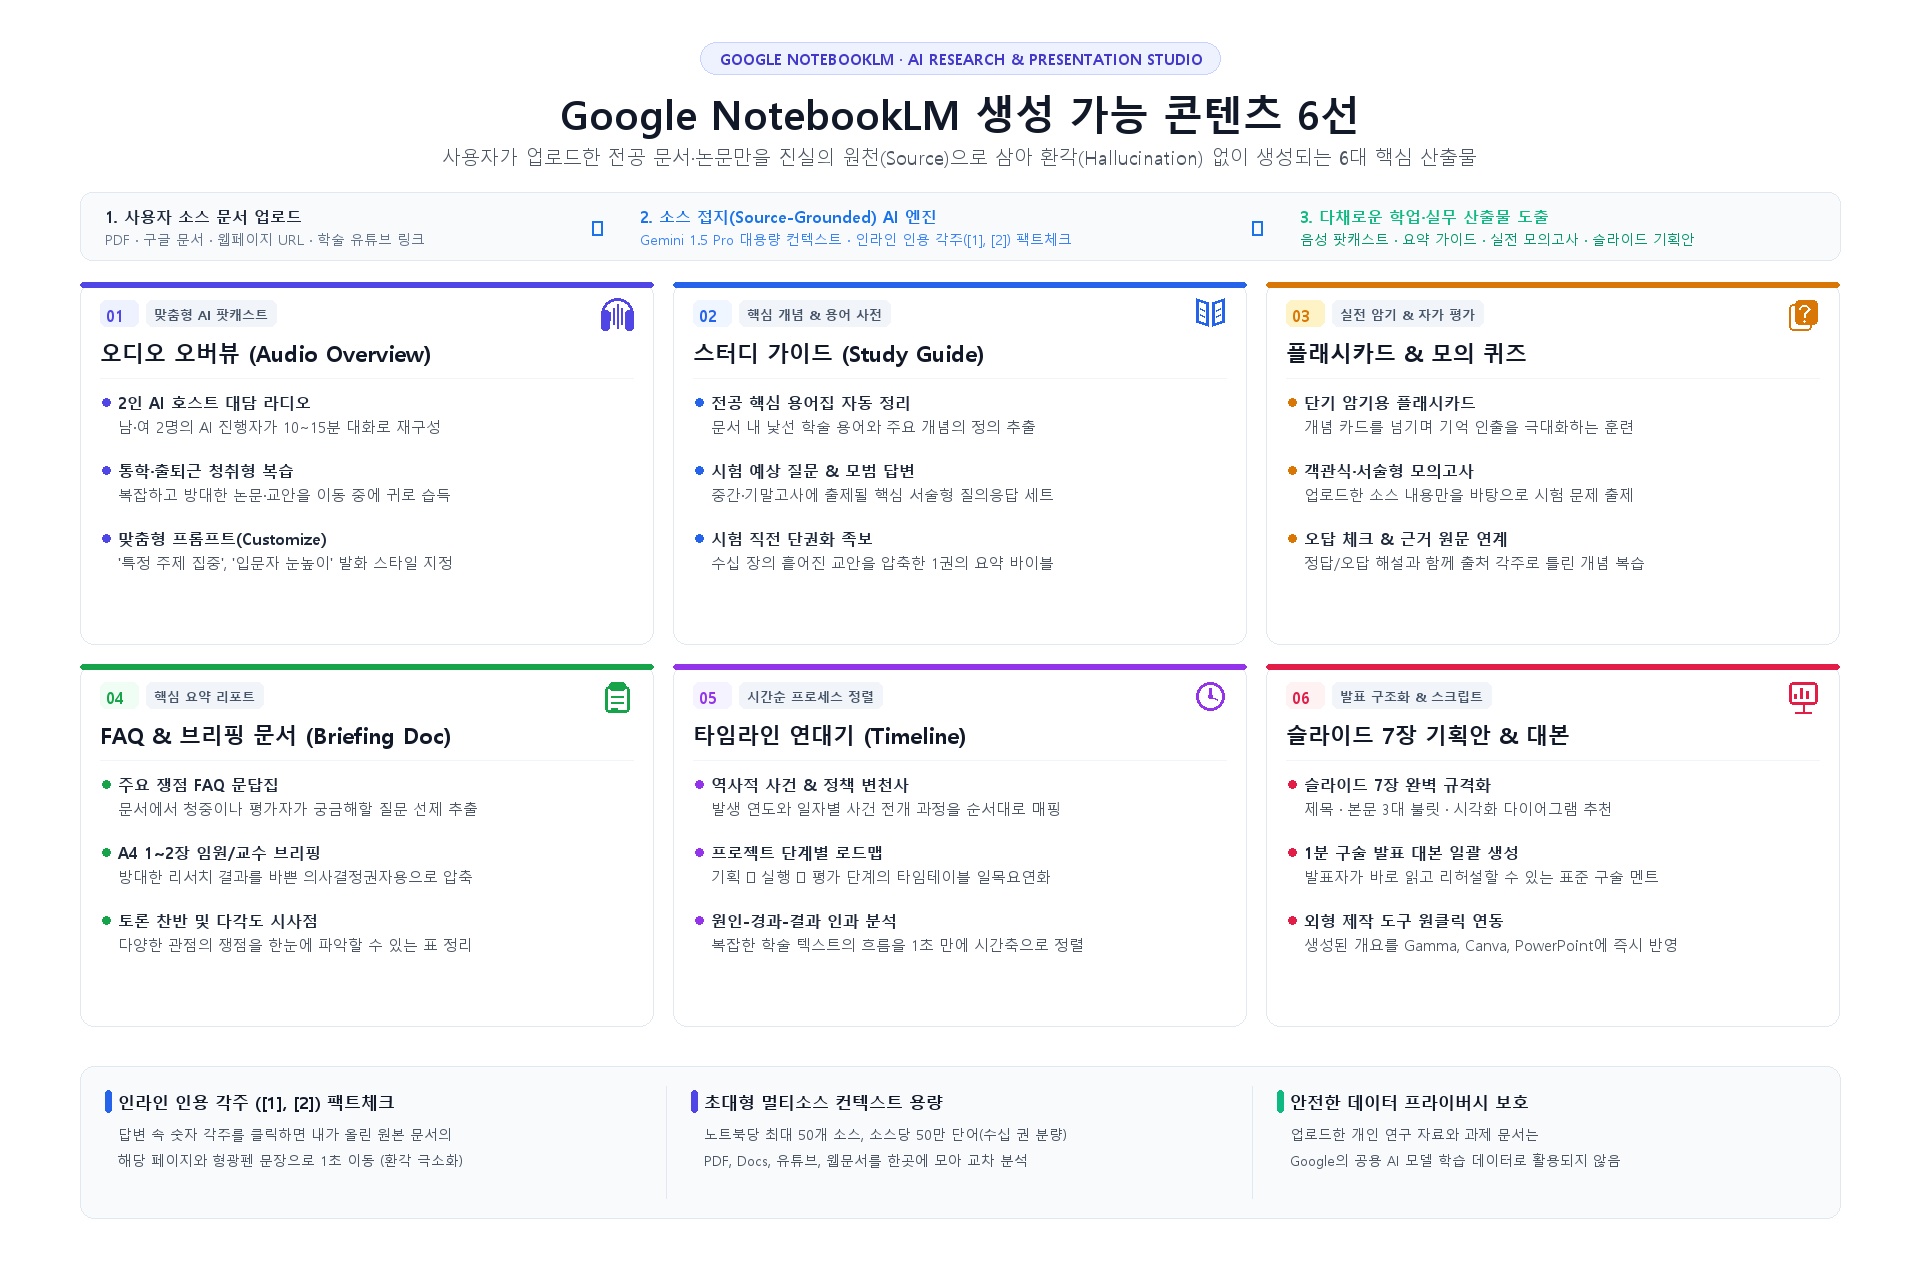 GOOGLE NOTEBOOKLM · AI RESEARCH & PRESENTATION STUDIO
Google NotebookLM 생성 가능 콘텐츠 6선
사용자가 업로드한 전공 문서·논문만을 진실의 원천(Source)으로 삼아 환각(Hallucination) 없이 생성되는 6대 핵심 산출물
1. 사용자 소스 문서 업로드
PDF · 구글 문서 · 웹페이지 URL · 학술 유튜브 링크
2. 소스 접지(Source-Grounded) AI 엔진
Gemini 1.5 Pro 대용량 컨텍스트 · 인라인 인용 각주([1], [2]) 팩트체크
3. 다채로운 학업·실무 산출물 도출
음성 팟캐스트 · 요약 가이드 · 실전 모의고사 · 슬라이드 기획안
01 맞춤형 AI 팟캐스트
오디오 오버뷰 (Audio Overview)
2인 AI 호스트 대담 라디오
남·여 2명의 AI 진행자가 10~15분 대화로 재구성
통학·출퇴근 청취형 복습
복잡하고 방대한 논문·교안을 이동 중에 귀로 습득
맞춤형 프롬프트(Customize)
'특정 주제 집중', '입문자 눈높이' 발화 스타일 지정
02 핵심 개념 & 용어 사전
스터디 가이드 (Study Guide)
전공 핵심 용어집 자동 정리
문서 내 낯선 학술 용어와 주요 개념의 정의 추출
시험 예상 질문 & 모범 답변
중간·기말고사에 출제될 핵심 서술형 질의응답 세트
시험 직전 단권화 족보
수십 장의 흩어진 교안을 압축한 1권의 요약 바이블
03 실전 암기 & 자가 평가
플래시카드 & 모의 퀴즈
단기 암기용 플래시카드
개념 카드를 넘기며 기억 인출을 극대화하는 훈련
객관식·서술형 모의고사
업로드한 소스 내용만을 바탕으로 시험 문제 출제
오답 체크 & 근거 원문 연계
정답/오답 해설과 함께 출처 각주로 틀린 개념 복습
04 핵심 요약 리포트
FAQ & 브리핑 문서 (Briefing Doc)
주요 쟁점 FAQ 문답집
문서에서 청중이나 평가자가 궁금해할 질문 선제 추출
A4 1~2장 임원/교수 브리핑
방대한 리서치 결과를 바쁜 의사결정권자용으로 압축
토론 찬반 및 다각도 시사점
다양한 관점의 쟁점을 한눈에 파악할 수 있는 표 정리
05 시간순 프로세스 정렬
타임라인 연대기 (Timeline)
역사적 사건 & 정책 변천사
발생 연도와 일자별 사건 전개 과정을 순서대로 매핑
프로젝트 단계별 로드맵
기획 ▯ 실행 ▯ 평가 단계의 타임테이블 일목요연화
원인-경과-결과 인과 분석
복잡한 학술 텍스트의 흐름을 1초 만에 시간축으로 정렬
06 발표 구조화 & 스크립트
슬라이드 7장 기획안 & 대본
슬라이드 7장 완벽 규격화
제목 · 본문 3대 불릿 · 시각화 다이어그램 추천
1분 구술 발표 대본 일괄 생성
발표자가 바로 읽고 리허설할 수 있는 표준 구술 멘트
외형 제작 도구 원클릭 연동
생성된 개요를 Gamma, Canva, PowerPoint에 즉시 반영
인라인 인용 각주 ([1], [2]) 팩트체크
답변 속 숫자 각주를 클릭하면 내가 올린 원본 문서의
해당 페이지와 형광펜 문장으로 1초 이동 (환각 극소화)
초대형 멀티소스 컨텍스트 용량
노트북당 최대 50개 소스, 소스당 50만 단어(수십 권 분량)
PDF, Docs, 유튜브, 웹문서를 한곳에 모아 교차 분석
안전한 데이터 프라이버시 보호
업로드한 개인 연구 자료와 과제 문서는
Google의 공용 AI 모델 학습 데이터로 활용되지 않음